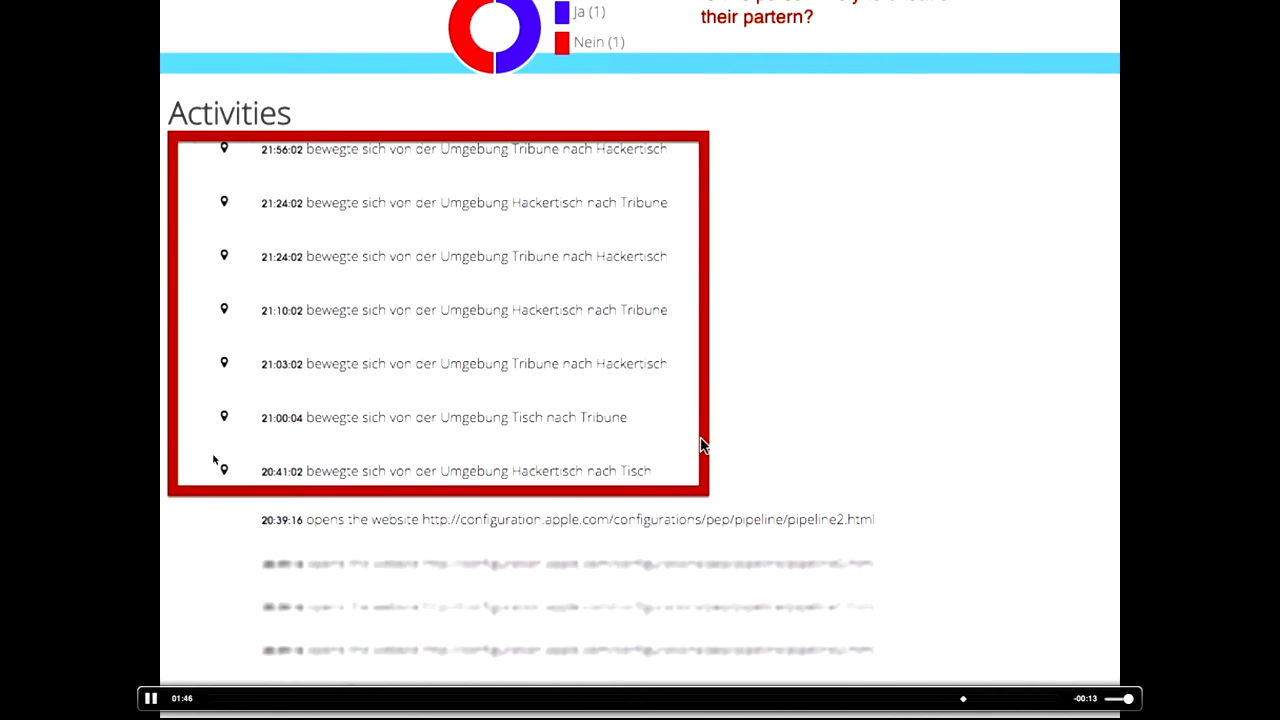 Ja (1)
their partern?
Nein (1)
Activities
21:56:02 bewegte sich von der Umgebung Tribune nach Hackertisch
21:24:02 bewegte sich von der Umgebung Hackertisch nach Tribune
21:24:02 bewegte sich von der Umgebung Tribune nach Hackertisch
21:10:02 bewegte sich von der Umgebung Hackertisch nach Tribune
21:03:02 bewegte sich von der Umgebung Tribune nach Hackertisch
21:00:04 bewegte sich von der Umgebung Tisch nach Tribune
20:41:02 bewegte sich von der Umgebung Hackertisch nach Tisch
20:39:16 opens the website http://configuration.apple.com/configurations/pep/pipeline/pipeline2.html
01:46
-00:13